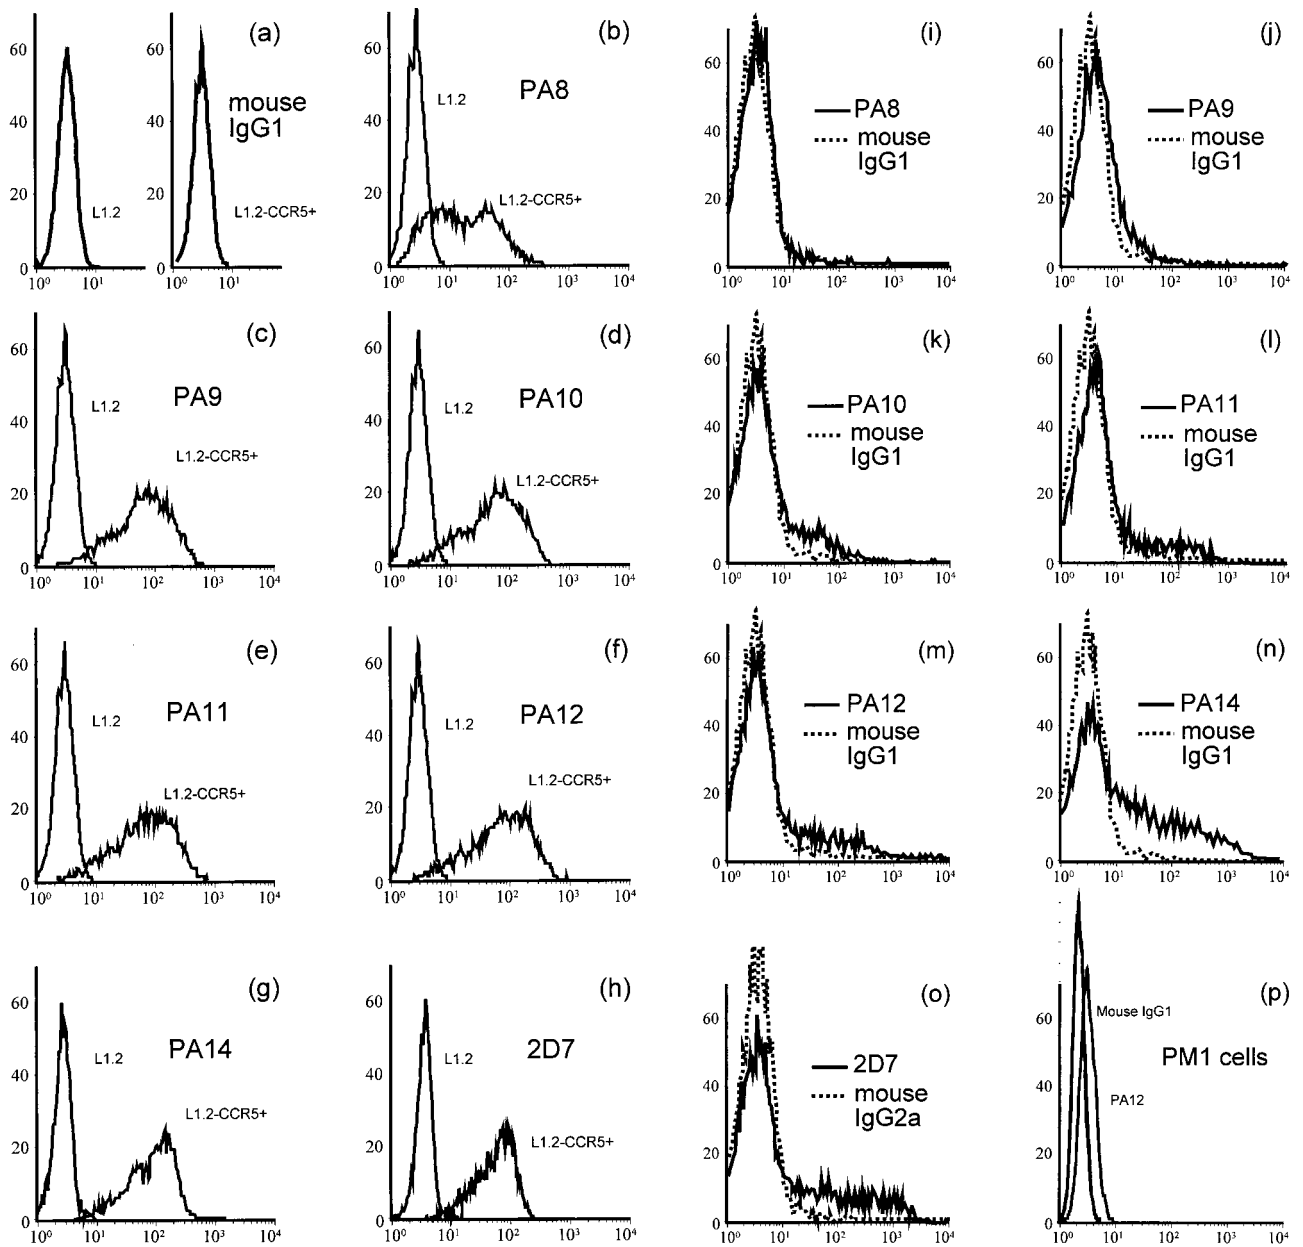 (a)
60
40
20
0
L1.2
10⁰ 10¹
60
40
20
0
mouse
IgG1
L1.2-CCR5+
10⁰ 10¹
(b)
60
40
20
0
L1.2
PA8
L1.2-CCR5+
10⁰ 10¹ 10² 10³ 10⁴
(i)
60
40
20
0
PA8
mouse
IgG1
10⁰ 10¹ 10² 10³ 10⁴
(j)
60
40
20
0
PA9
mouse
IgG1
10⁰ 10¹ 10² 10³ 10⁴
(c)
60
40
20
0
L1.2
PA9
L1.2-CCR5+
10⁰ 10¹ 10² 10³ 10⁴
(d)
60
40
20
0
L1.2
PA10
L1.2-CCR5+
10⁰ 10¹ 10² 10³ 10⁴
(k)
60
40
20
0
PA10
mouse
IgG1
10⁰ 10¹ 10² 10³ 10⁴
(l)
60
40
20
0
PA11
mouse
IgG1
10⁰ 10¹ 10² 10³ 10⁴
(e)
60
40
20
0
L1.2
PA11
L1.2-CCR5+
10⁰ 10¹ 10² 10³ 10⁴
(f)
60
40
20
0
L1.2
PA12
L1.2-CCR5+
10⁰ 10¹ 10² 10³ 10⁴
(m)
60
40
20
0
PA12
mouse
IgG1
10⁰ 10¹ 10² 10³ 10⁴
(n)
60
40
20
0
PA14
mouse
IgG1
10⁰ 10¹ 10² 10³ 10⁴
(g)
60
40
20
0
L1.2
PA14
L1.2-CCR5+
10⁰ 10¹ 10² 10³ 10⁴
(h)
60
40
20
0
L1.2
2D7
L1.2-CCR5+
10⁰ 10¹ 10² 10³ 10⁴
(o)
60
40
20
0
2D7
mouse
IgG2a
10⁰ 10¹ 10² 10³ 10⁴
(p)
60
40
20
0
Mouse IgG1
PM1 cells
PA12
10⁰ 10¹ 10² 10³ 10⁴